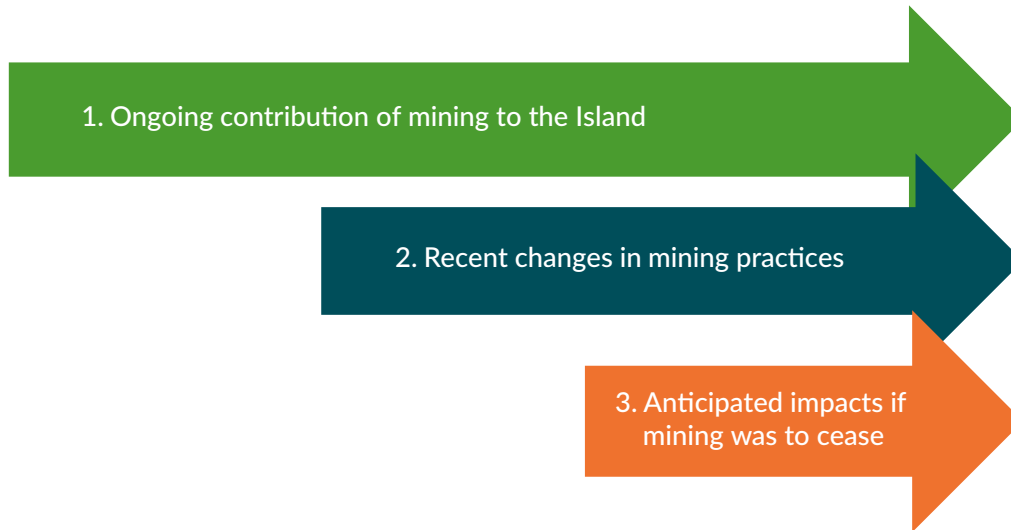 1. Ongoing contribution of mining to the Island
2. Recent changes in mining practices
3. Anticipated impacts if
mining was to cease